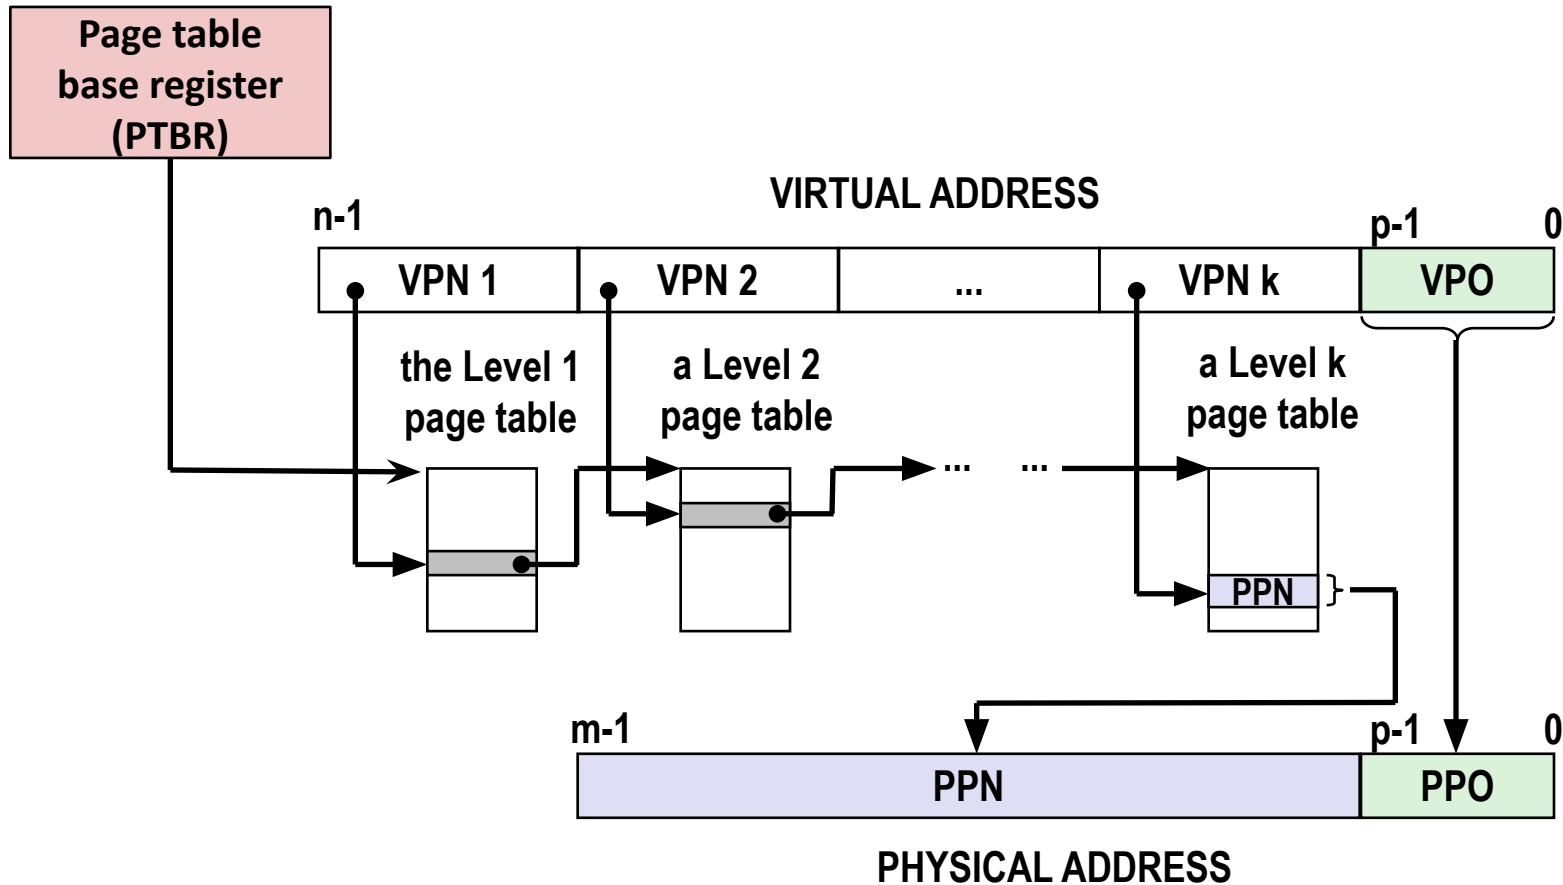 Page table
base register
(PTBR)
VIRTUAL ADDRESS
n-1
p-1
0
VPN 1
VPN 2
...
VPN k
VPO
the Level 1
page table
a Level 2
page table
a Level k
page table
... ...
PPN
m-1
p-1
0
PPN
PPO
PHYSICAL ADDRESS